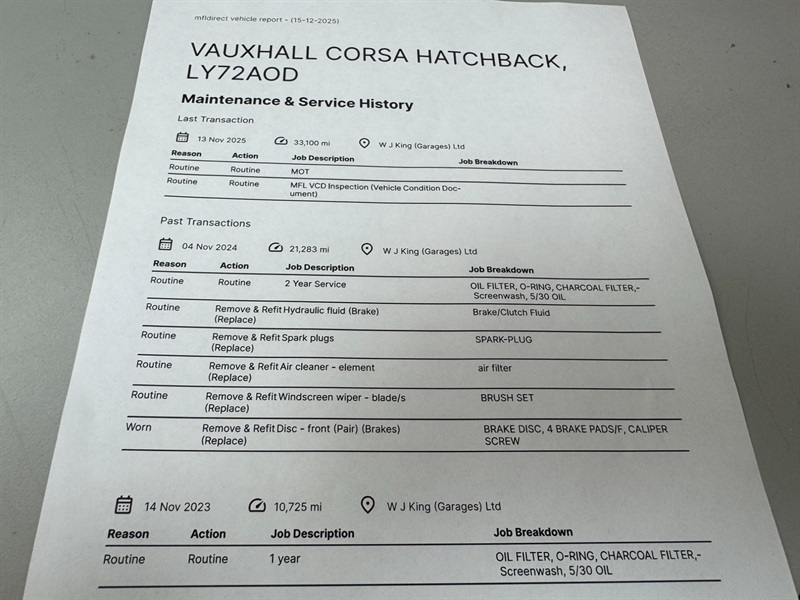 mfldirect vehicle report - (15-12-2025)
VAUXHALL CORSA HATCHBACK,
LY72AOD
Maintenance & Service History
Last Transaction
13 Nov 2025 33,100 mi W J King (Garages) Ltd
Reason Action Job Description Job Breakdown
Routine Routine MOT
Routine Routine MFL VCD Inspection (Vehicle Condition Doc-
ument)
Past Transactions
04 Nov 2024 21,283 mi W J King (Garages) Ltd
Reason Action Job Description Job Breakdown
Routine Routine 2 Year Service OIL FILTER, O-RING, CHARCOAL FILTER,-
Screenwash, 5/30 OIL
Routine Remove & Refit Hydraulic fluid (Brake) Brake/Clutch Fluid
(Replace)
Routine Remove & Refit Spark plugs SPARK-PLUG
(Replace)
Routine Remove & Refit Air cleaner - element air filter
(Replace)
Routine Remove & Refit Windscreen wiper - blade/s BRUSH SET
(Replace)
Worn Remove & Refit Disc - front (Pair) (Brakes) BRAKE DISC, 4 BRAKE PADS/F, CALIPER
(Replace) SCREW
14 Nov 2023 10,725 mi W J King (Garages) Ltd
Reason Action Job Description Job Breakdown
Routine Routine 1 year OIL FILTER, O-RING, CHARCOAL FILTER,-
Screenwash, 5/30 OIL